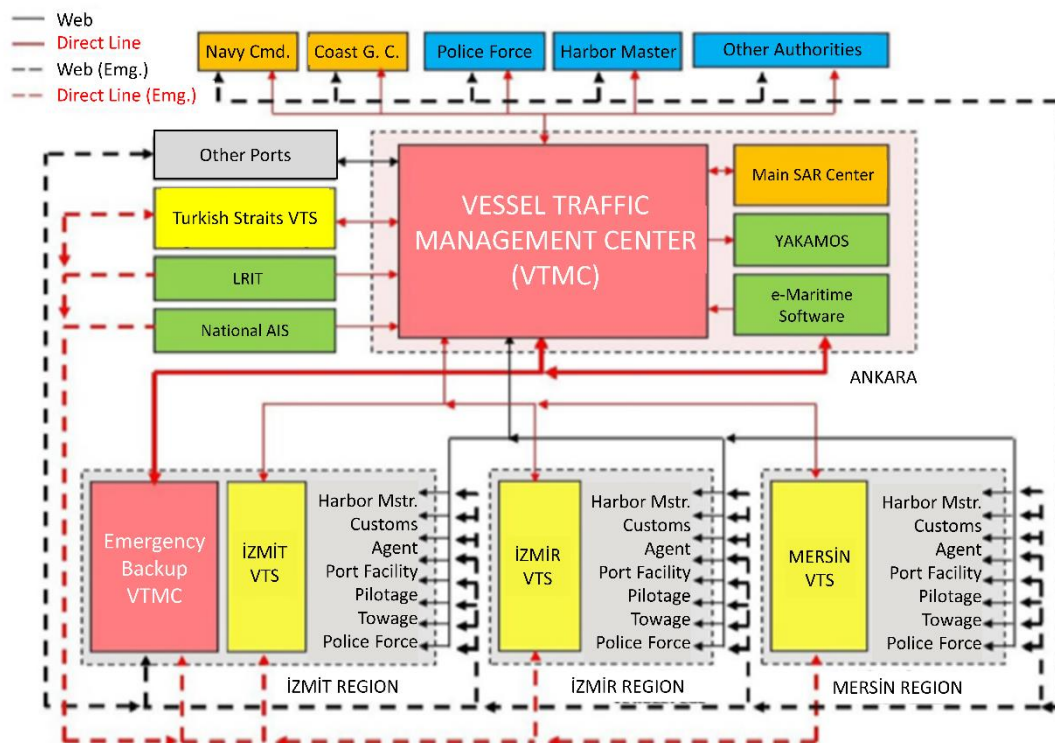 Web
Direct Line
Web (Emg.)
Direct Line (Emg.)
Navy Cmd.
Coast G. C.
Police Force
Harbor Master
Other Authorities
Other Ports
Turkish Straits VTS
LRIT
National AIS
VESSEL TRAFFIC
MANAGEMENT CENTER
(VTMC)
Main SAR Center
YAKAMOS
e-Maritime
Software
ANKARA
Emergency
Backup
VTMC
İZMİT
VTS
Harbor Mstr.
Customs
Agent
Port Facility
Pilotage
Towage
Police Force
İZMİT REGION
İZMİR
VTS
Harbor Mstr.
Customs
Agent
Port Facility
Pilotage
Towage
Police Force
İZMİR REGION
MERSİN
VTS
Harbor Mstr.
Customs
Agent
Port Facility
Pilotage
Towage
Police Force
MERSİN REGION